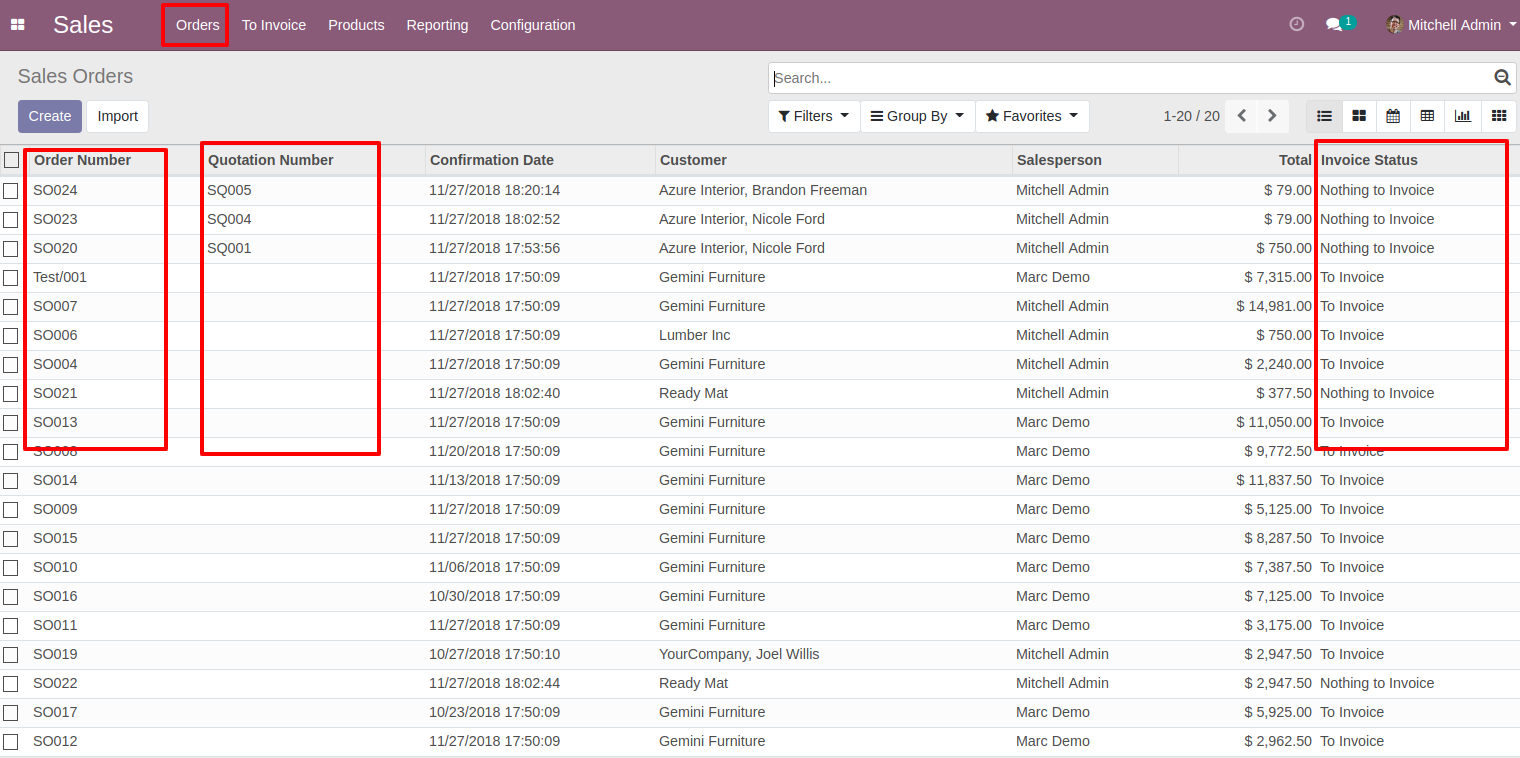 Sales Orders To Invoice Products Reporting Configuration 1 Mitchell Admin
Sales Orders Search...
Create Import Filters Group By Favorites 1-20 / 20
Order Number Quotation Number Confirmation Date Customer Salesperson Total Invoice Status
SO024 SQ005 11/27/2018 18:20:14 Azure Interior, Brandon Freeman Mitchell Admin $ 79.00 Nothing to Invoice
SO023 SQ004 11/27/2018 18:02:52 Azure Interior, Nicole Ford Mitchell Admin $ 79.00 Nothing to Invoice
SO020 SQ001 11/27/2018 17:53:56 Azure Interior, Nicole Ford Mitchell Admin $ 750.00 Nothing to Invoice
Test/001 11/27/2018 17:50:09 Gemini Furniture Marc Demo $ 7,315.00 To Invoice
SO007 11/27/2018 17:50:09 Gemini Furniture Mitchell Admin $ 14,981.00 To Invoice
SO006 11/27/2018 17:50:09 Lumber Inc Mitchell Admin $ 750.00 To Invoice
SO004 11/27/2018 17:50:09 Gemini Furniture Mitchell Admin $ 2,240.00 To Invoice
SO021 11/27/2018 18:02:40 Ready Mat Mitchell Admin $ 377.50 Nothing to Invoice
SO013 11/27/2018 17:50:09 Gemini Furniture Marc Demo $ 11,050.00 To Invoice
SO008 11/20/2018 17:50:09 Gemini Furniture Marc Demo $ 9,772.50 To Invoice
SO014 11/13/2018 17:50:09 Gemini Furniture Marc Demo $ 11,837.50 To Invoice
SO009 11/27/2018 17:50:09 Gemini Furniture Marc Demo $ 5,125.00 To Invoice
SO015 11/27/2018 17:50:09 Gemini Furniture Marc Demo $ 8,287.50 To Invoice
SO010 11/06/2018 17:50:09 Gemini Furniture Marc Demo $ 7,387.50 To Invoice
SO016 10/30/2018 17:50:09 Gemini Furniture Marc Demo $ 7,125.00 To Invoice
SO011 11/27/2018 17:50:09 Gemini Furniture Marc Demo $ 3,175.00 To Invoice
SO019 10/27/2018 17:50:10 YourCompany, Joel Willis Mitchell Admin $ 2,947.50 To Invoice
SO022 11/27/2018 18:02:44 Ready Mat Mitchell Admin $ 2,947.50 Nothing to Invoice
SO017 10/23/2018 17:50:09 Gemini Furniture Marc Demo $ 5,925.00 To Invoice
SO012 11/27/2018 17:50:09 Gemini Furniture Marc Demo $ 2,962.50 To Invoice